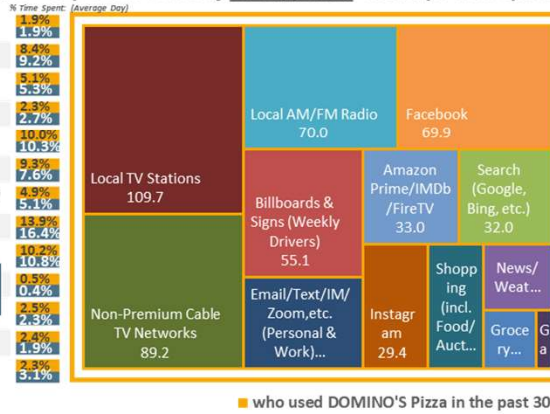 % Time Spent: (Average Day)
1.9%
1.9%
8.4%
9.2%
5.1%
5.3%
2.3%
2.7%
10.0%
10.3%
9.3%
7.6%
4.9%
5.1%
13.9%
16.4%
10.2%
10.8%
0.5%
0.4%
2.5%
2.3%
2.4%
1.9%
2.3%
3.1%
Local TV Stations
109.7
Non-Premium Cable
TV Networks
89.2
Local AM/FM Radio
70.0
Facebook
69.9
Billboards &
Signs (Weekly
Drivers)
55.1
Email/Text/IM/
Zoom,etc.
(Personal &
Work)...
Amazon
Prime/IMDb
/FireTV
33.0
Search
(Google,
Bing, etc.)
32.0
Instagr
am
29.4
Shopp
ing
(incl.
Food/
Auct...
News/
Weat...
Groce
ry...
G
a
who used DOMINO'S Pizza in the past 30